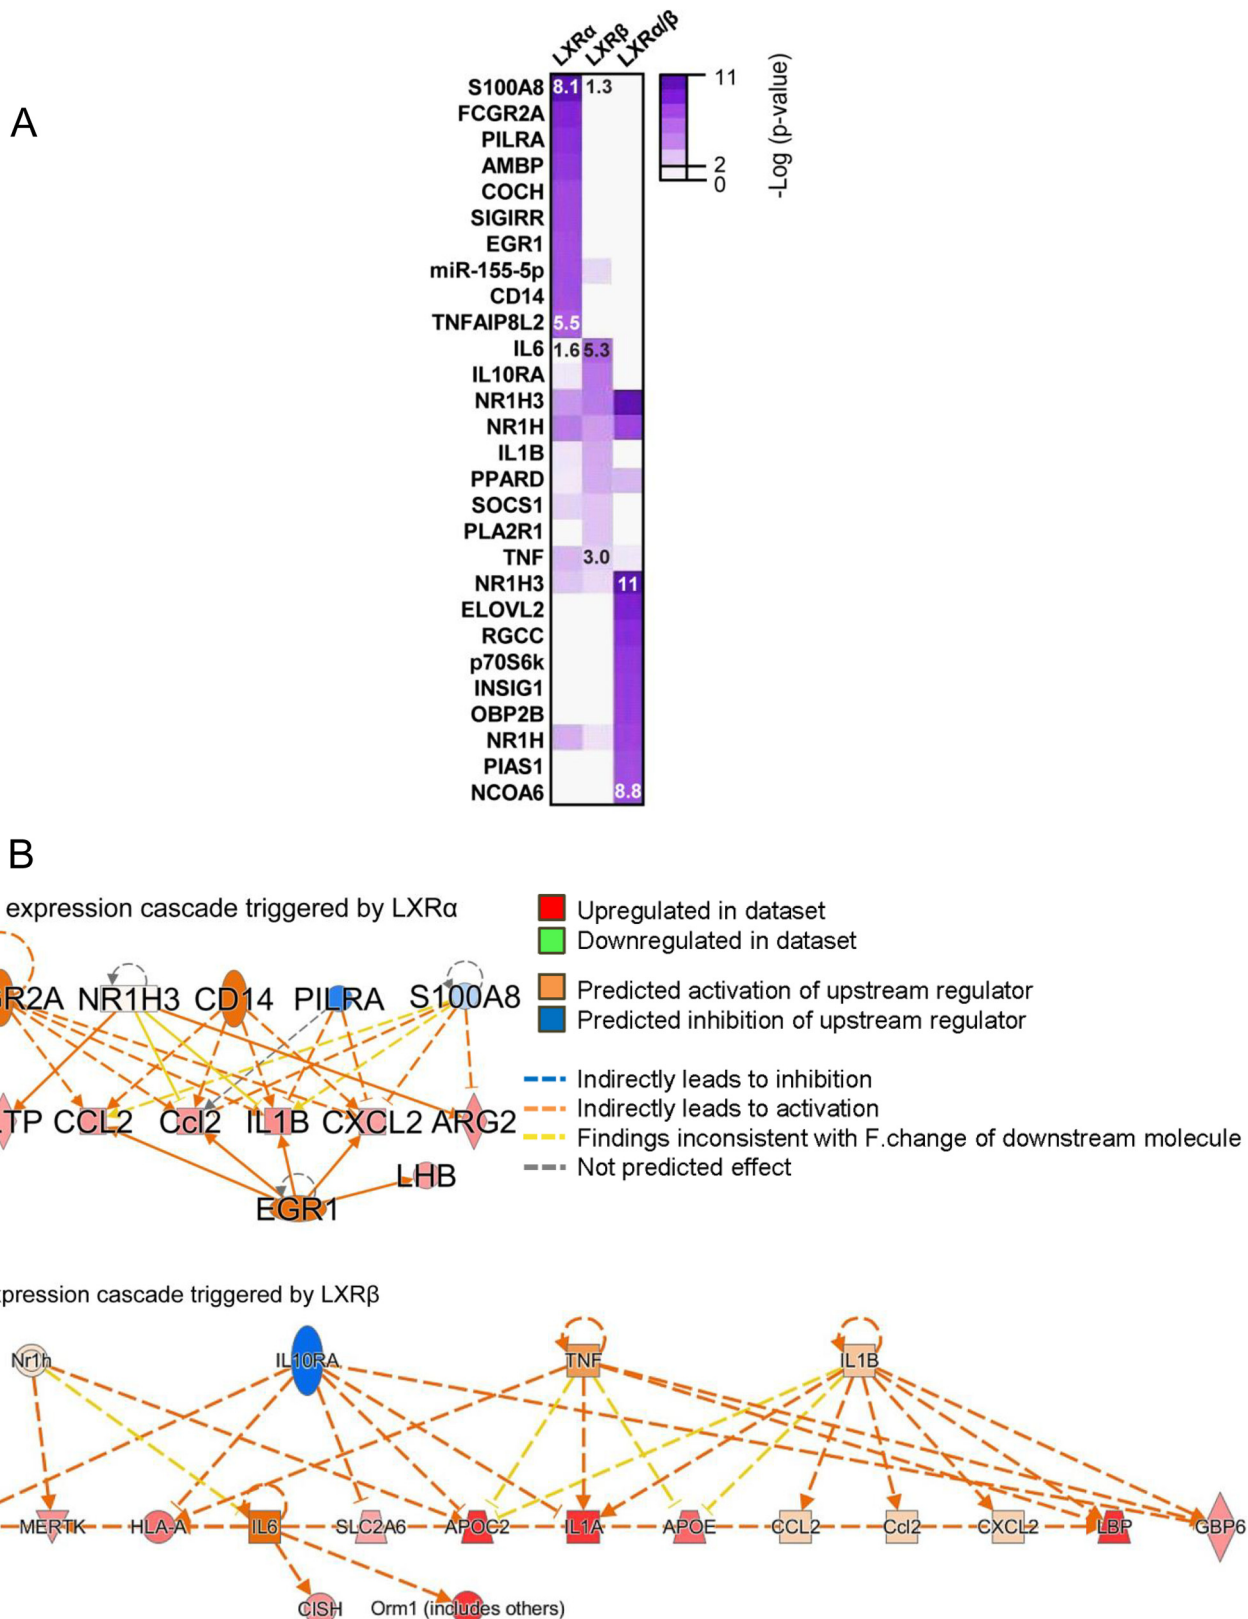 A
LXRα LXRβ LXRα/β
S100A8 8.1 1.3
FCGR2A
PILRA
AMBP
COCH
SIGIRR
EGR1
miR-155-5p
CD14
TNFAIP8L2 5.5
IL6 1.6 5.3
IL10RA
NR1H3
NR1H
IL1B
PPARD
SOCS1
PLA2R1
TNF 3.0
NR1H3 11
ELOVL2
RGCC
p70S6k
INSIG1
OBP2B
NR1H
PIAS1
NCOA6 8.8
11
2
0
-Log (p-value)
B
expression cascade triggered by LXRα
GR2A NR1H3 CD14 PILRA S100A8
LTP CCL2 Ccl2 IL1B CXCL2 ARG2
LHB
EGR1
Upregulated in dataset
Downregulated in dataset
Predicted activation of upstream regulator
Predicted inhibition of upstream regulator
Indirectly leads to inhibition
Indirectly leads to activation
Findings inconsistent with F.change of downstream molecule
Not predicted effect
xpression cascade triggered by LXRβ
Nr1h IL10RA TNF IL1B
MERTK HLA-A IL6 SLC2A6 APOC2 IL1A APOE CCL2 Ccl2 CXCL2 LBP GBP6
CISH Orm1 (includes others)